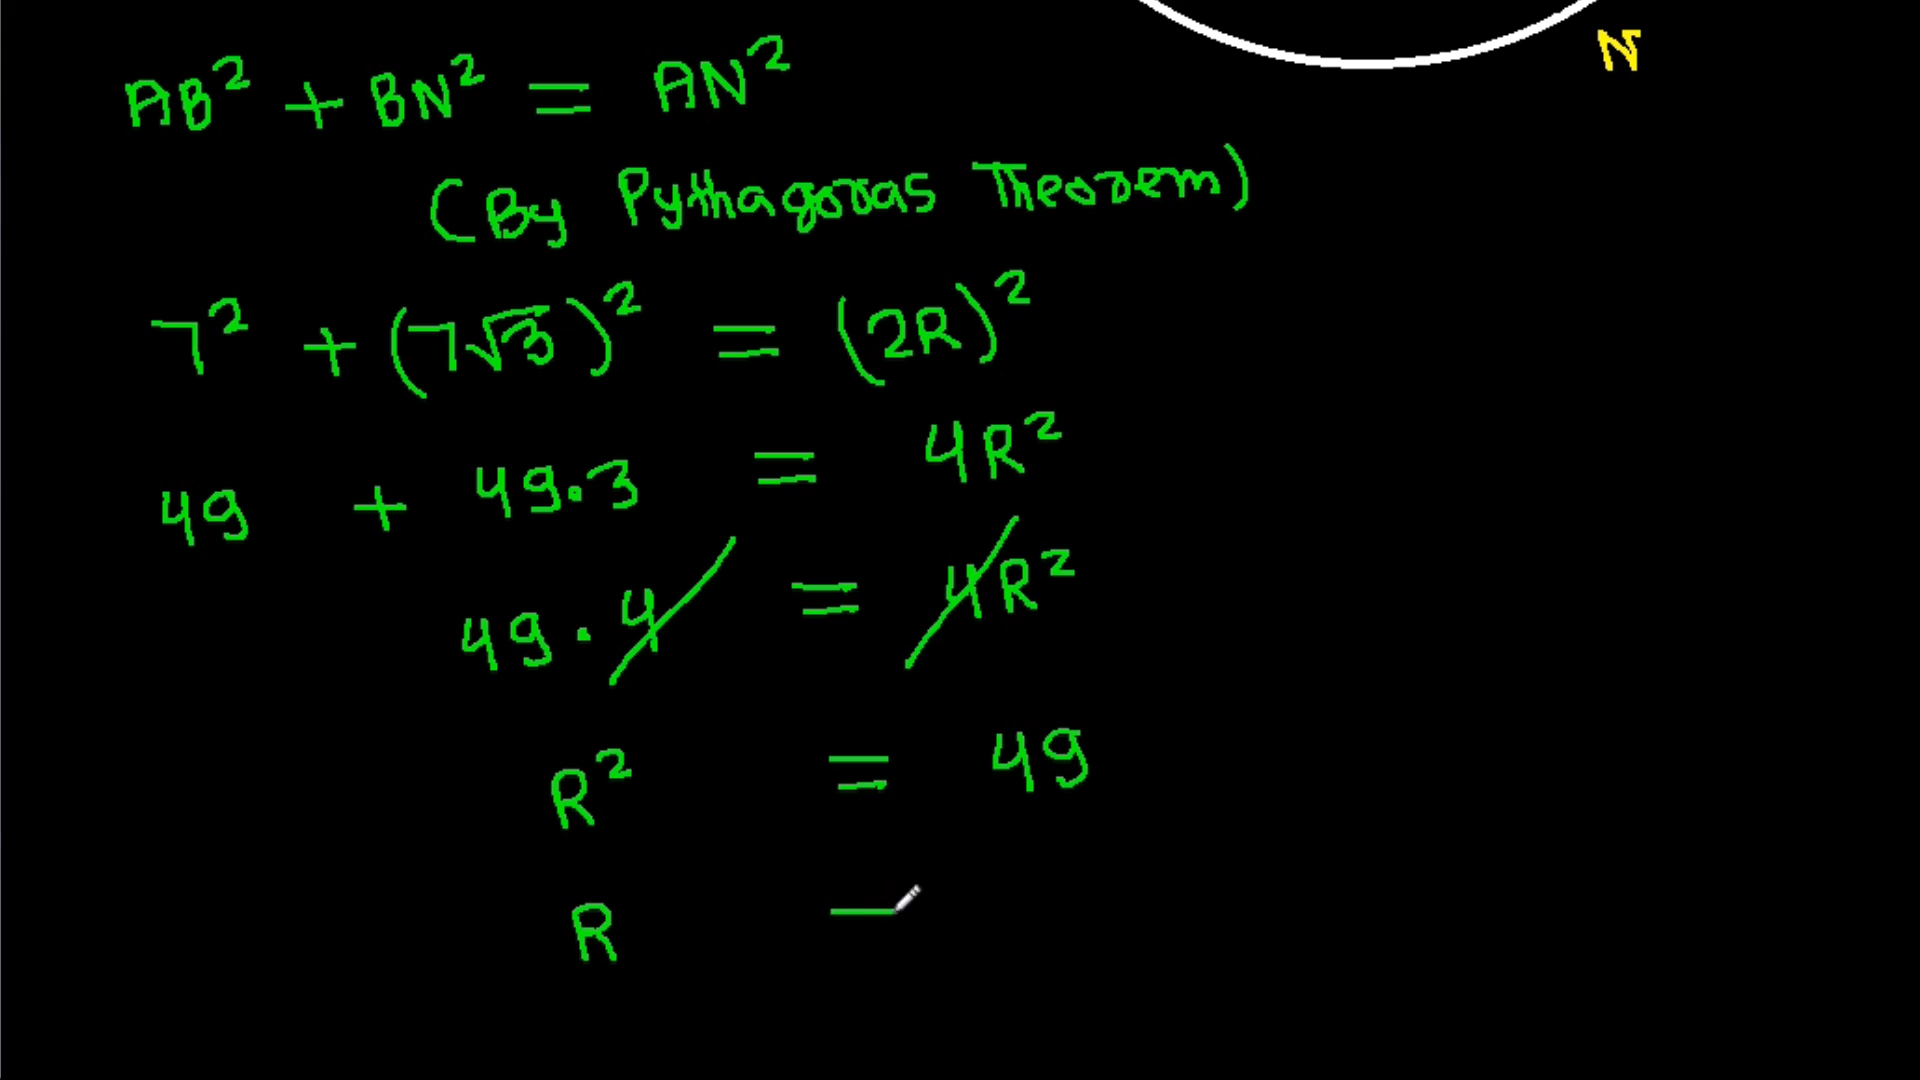 N
AB² + BN² = AN²
(By Pythagoras Theorem)
7² + (7√3)² = (2R)²
49 + 49·3 = 4R²
49·4 = 4R²
R² = 49
R —